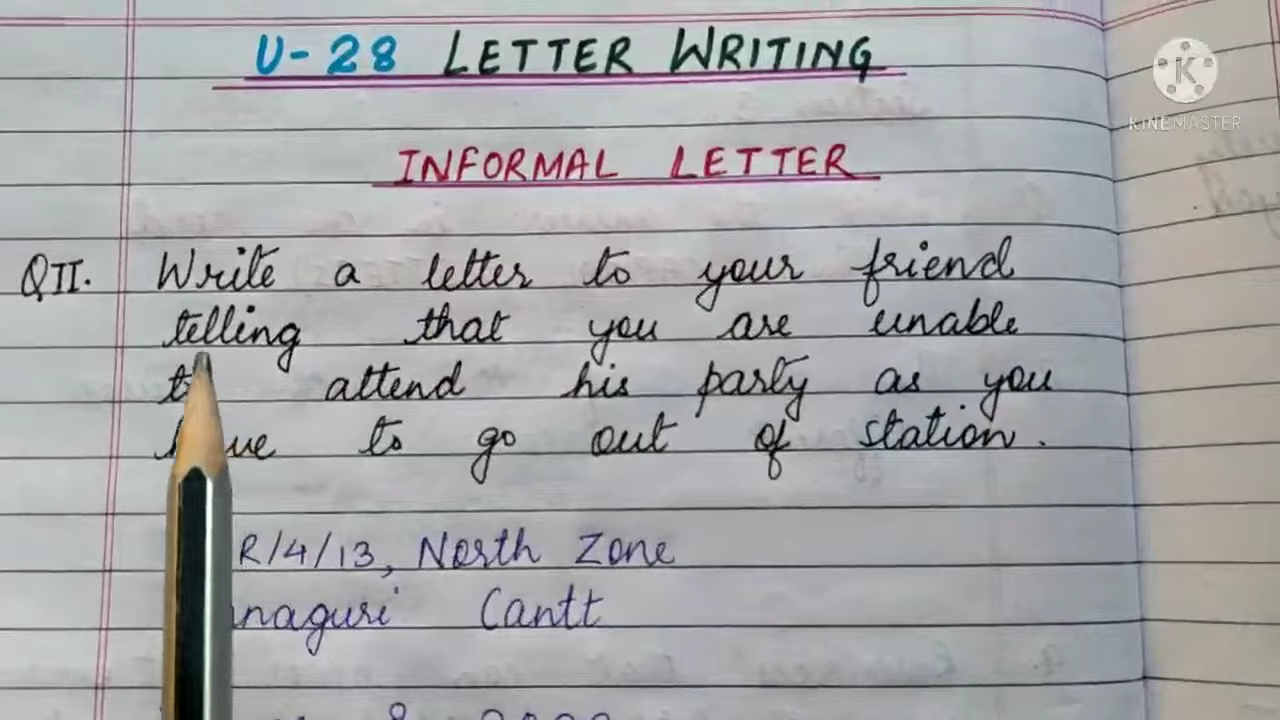 U-28 LETTER WRITING
K
KINEMASTER
INFORMAL LETTER
QII. Write a letter to your friend
telling that you are unable
attend his party as you
to go out of station.
R/4/13, North Zone
Cantt